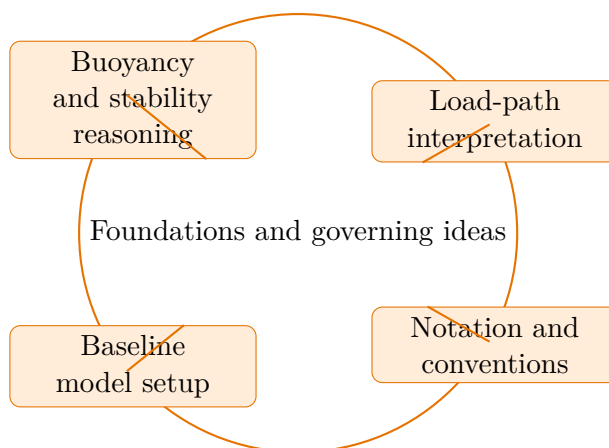 Buoyancy
and stability
reasoning
Load-path
interpretation
Foundations and governing ideas
Baseline
model setup
Notation and
conventions